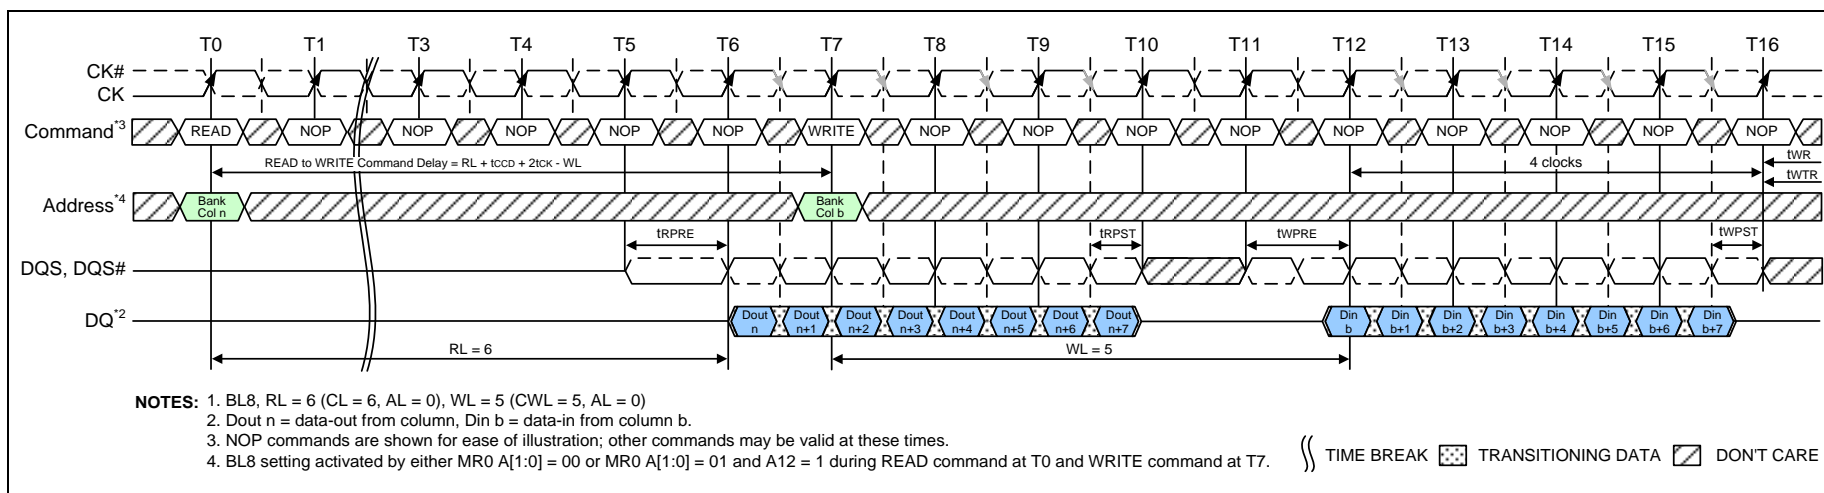 T0 T1 T3 T4 T5 T6 T7 T8 T9 T10 T11 T12 T13 T14 T15 T16
CK#
CK
Command*3 READ NOP NOP NOP NOP NOP WRITE NOP NOP NOP NOP NOP NOP NOP NOP NOP
READ to WRITE Command Delay = RL + tCCD + 2tCK - WL 4 clocks tWR
tWTR
Address*4 Bank Col n Bank Col b
tRPRE tRPST tWPRE tWPST
DQS, DQS#
DQ*2 Dout n Dout n+1 Dout n+2 Dout n+3 Dout n+4 Dout n+5 Dout n+6 Dout n+7 Din b Din b+1 Din b+2 Din b+3 Din b+4 Din b+5 Din b+6 Din b+7
RL = 6 WL = 5
NOTES: 1. BL8, RL = 6 (CL = 6, AL = 0), WL = 5 (CWL = 5, AL = 0)
2. Dout n = data-out from column, Din b = data-in from column b.
3. NOP commands are shown for ease of illustration; other commands may be valid at these times.
4. BL8 setting activated by either MR0 A[1:0] = 00 or MR0 A[1:0] = 01 and A12 = 1 during READ command at T0 and WRITE command at T7.
TIME BREAK TRANSITIONING DATA DON'T CARE